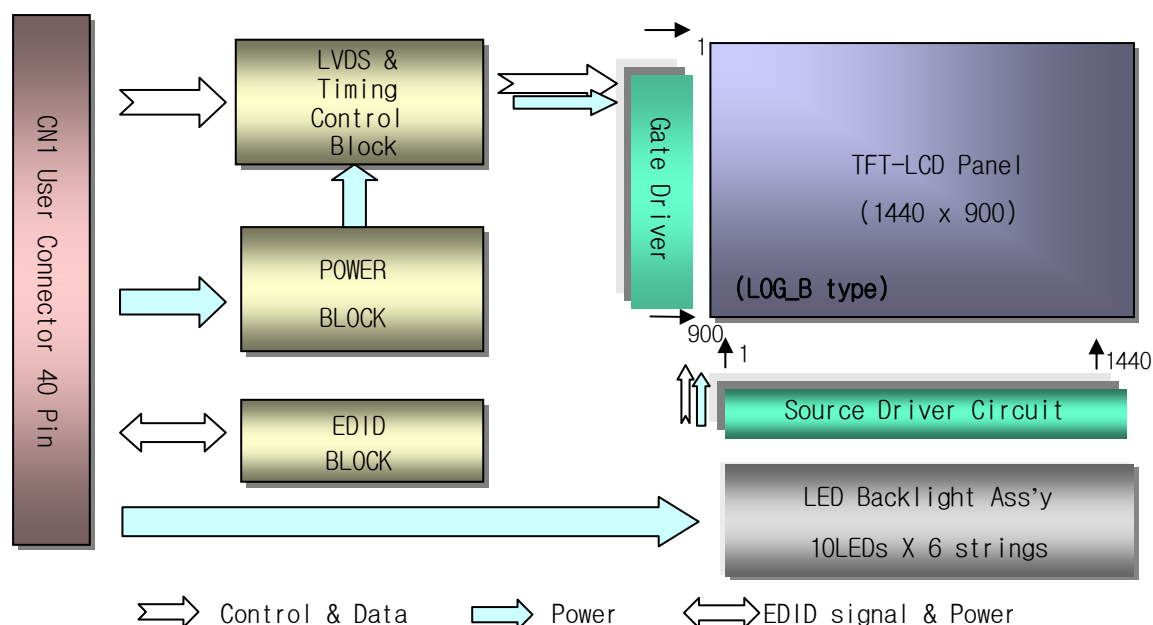 CN1 User Connector 40 Pin
LVDS &
Timing
Control
Block
POWER
BLOCK
EDID
BLOCK
Gate Driver
1
900
TFT-LCD Panel
(1440 x 900)
(LOG_B type)
1
1440
Source Driver Circuit
LED Backlight Ass’y
10LEDs X 6 strings
Control & Data
Power
EDID signal & Power